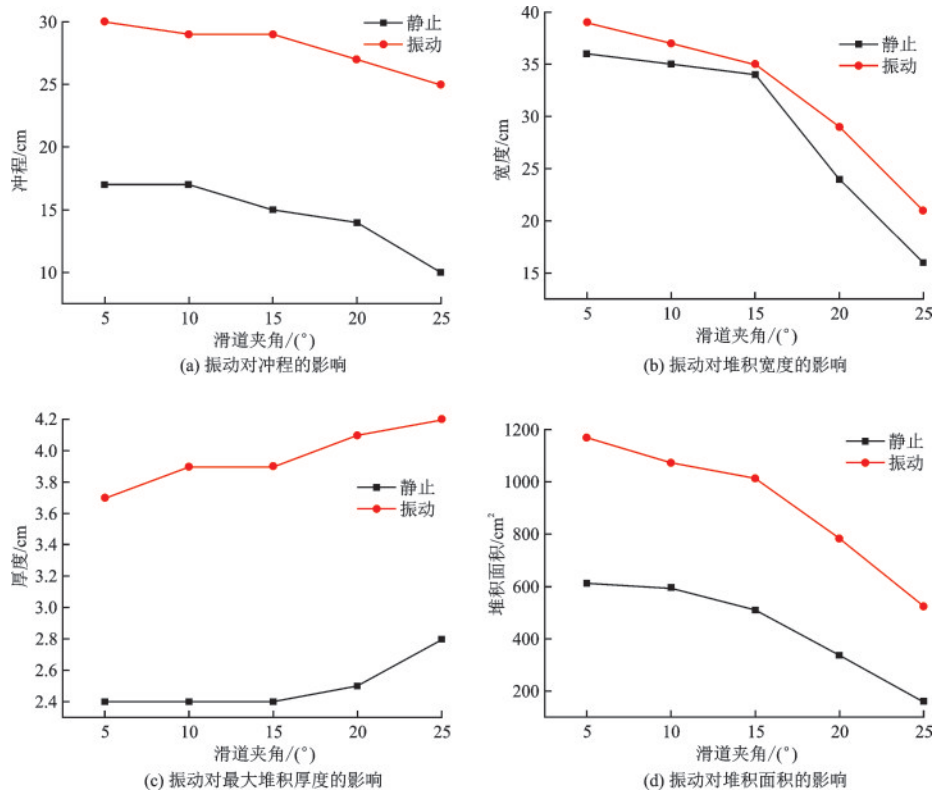 30
25
20
15
10
冲程/cm
静止
振动
5
10
15
20
25
滑道夹角/(°)
(a) 振动对冲程的影响
40
35
30
25
20
15
宽度/cm
静止
振动
5
10
15
20
25
滑道夹角/(°)
(b) 振动对堆积宽度的影响
4.2
4.0
3.8
3.6
3.4
3.2
3.0
2.8
2.6
2.4
厚度/cm
静止
振动
5
10
15
20
25
滑道夹角/(°)
(c) 振动对最大堆积厚度的影响
1200
1000
800
600
400
200
堆积面积/cm²
静止
振动
5
10
15
20
25
滑道夹角/(°)
(d) 振动对堆积面积的影响